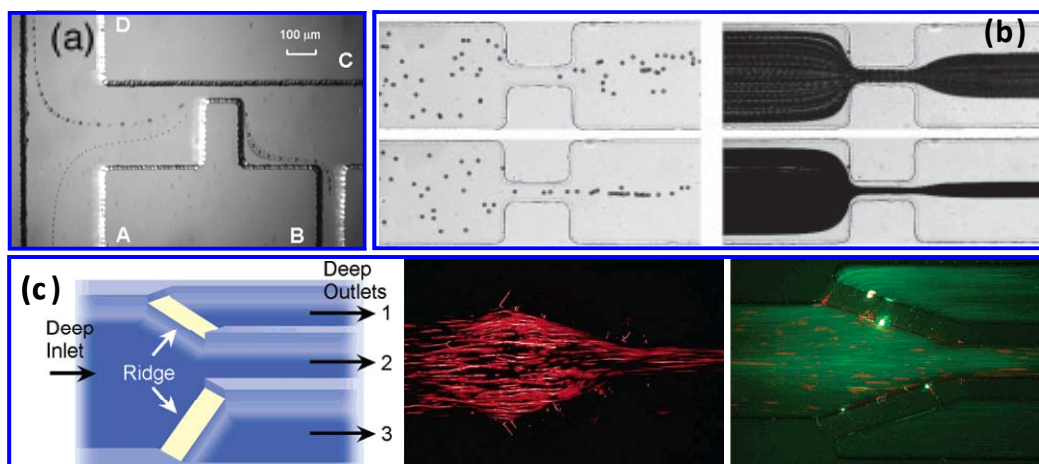 (a)
D
100 μm
C
A
B
(b)
(c)
Deep
Inlet
Ridge
Deep
Outlets
1
2
3